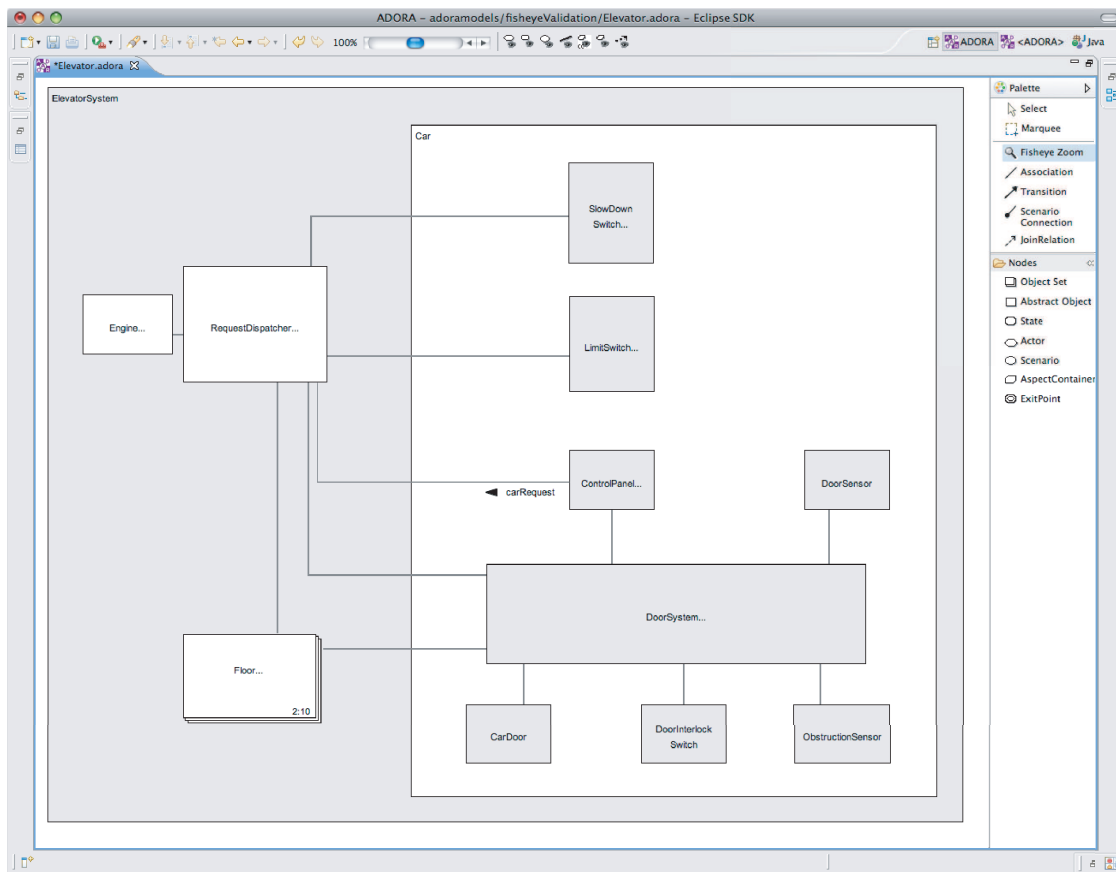 ADORA – adoramodels/fisheyeValidation/Elevator.adora – Eclipse SDK
100%
ADORA
<ADORA>
Java
*Elevator.adora
ElevatorSystem
Car
SlowDown
Switch...
Engine...
RequestDispatcher...
LimitSwitch...
ControlPanel...
carRequest
DoorSensor
DoorSystem...
Floor...
2:10
CarDoor
DoorInterlock
Switch
ObstructionSensor
Palette
Select
Marquee
Fisheye Zoom
Association
Transition
Scenario
Connection
JoinRelation
Nodes
Object Set
Abstract Object
State
Actor
Scenario
AspectContainer
ExitPoint